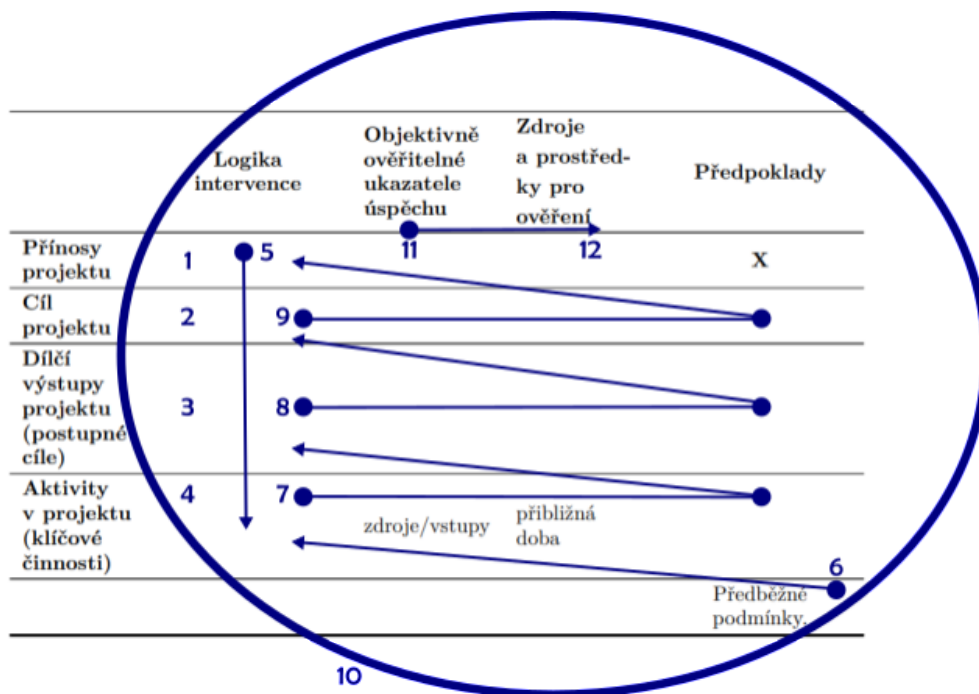 Logika
intervence
Objektivně
ověřitelné
ukazatele
úspěchu
Zdroje
a prostřed-
ky pro
ověření
Předpoklady
11
12
Přínosy
projektu
1
5
X
Cíl
projektu
2
9
Dílčí
výstupy
projektu
(postupné
cíle)
3
8
Aktivity
v projektu
(klíčové
činnosti)
4
7
zdroje/vstupy
přibližná
doba
6
Předběžné
podmínky.
10